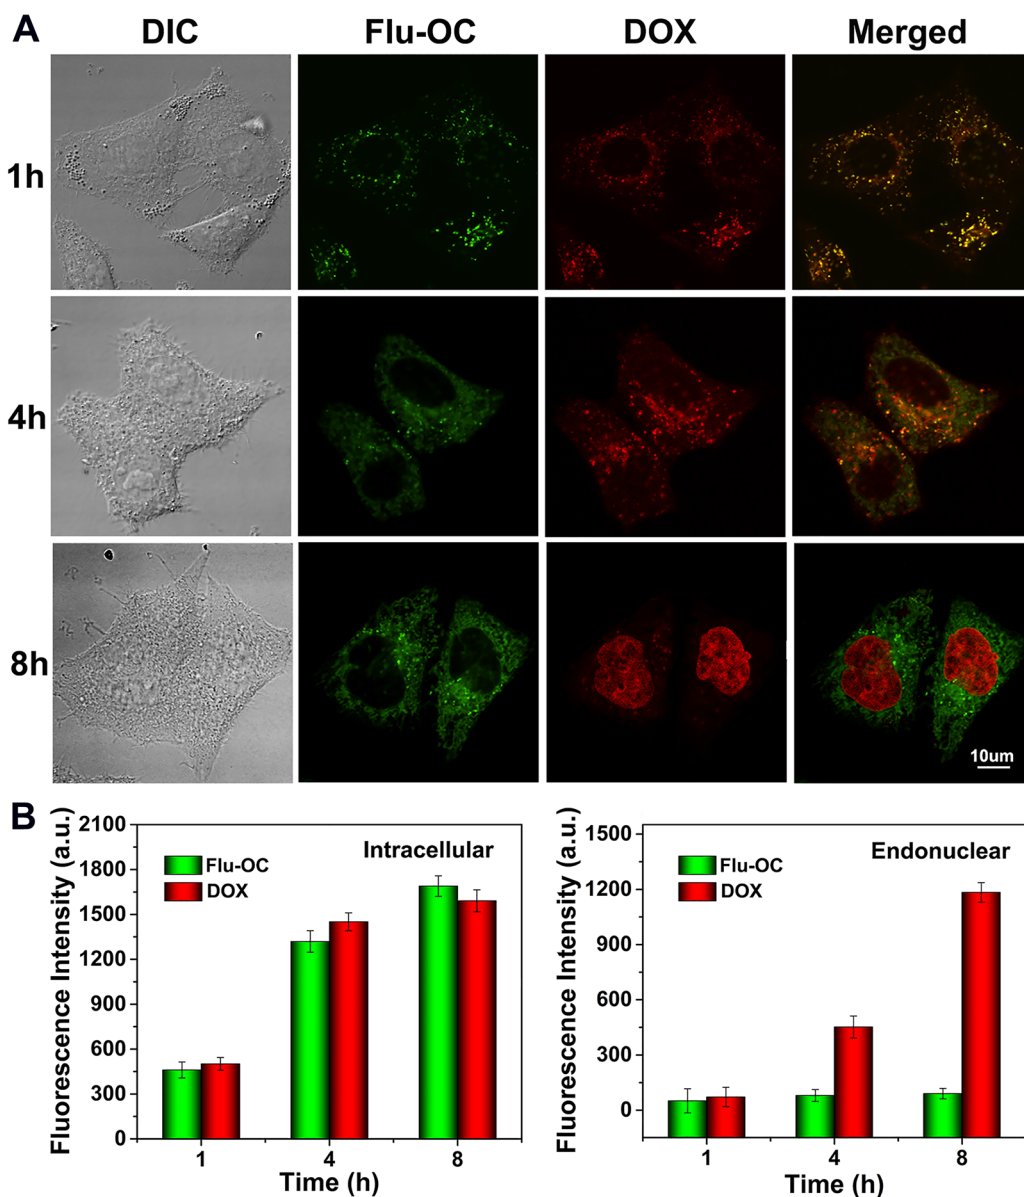 A
DIC Flu-OC DOX Merged
1h
4h
8h
10um
B
Fluorescence Intensity (a.u.)
2100
1800
1500
1200
900
600
300
0
Intracellular
Flu-OC
DOX
1 4 8
Time (h)
Fluorescence Intensity (a.u.)
1500
1200
900
600
300
0
Endonuclear
Flu-OC
DOX
1 4 8
Time (h)